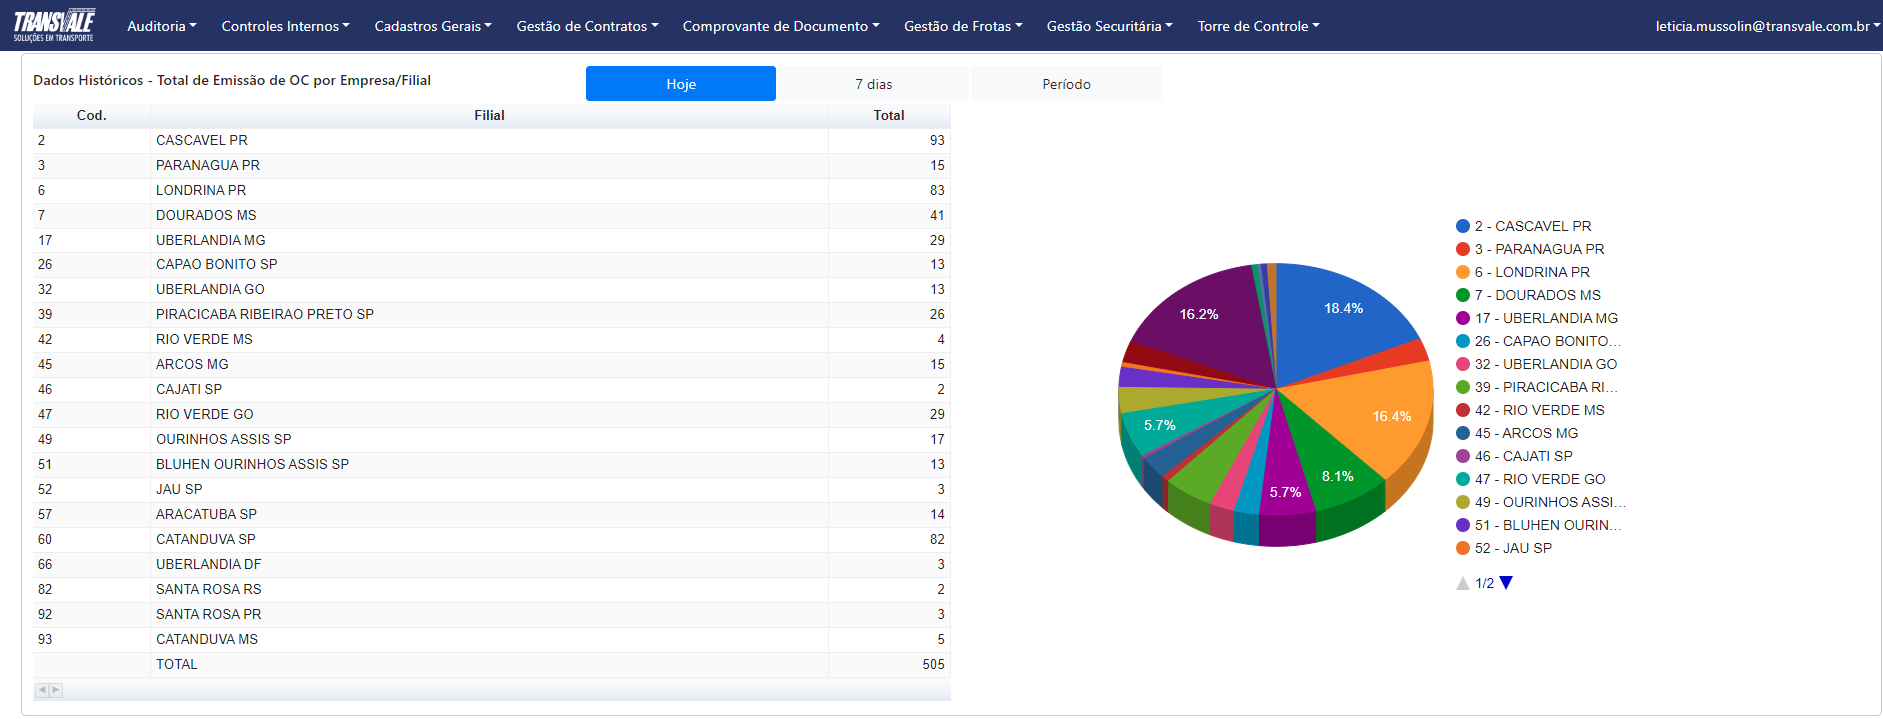 TRANSVALE
SOLUÇÕES EM TRANSPORTE
Auditoria Controles Internos Cadastros Gerais Gestão de Contratos Comprovante de Documento Gestão de Frotas Gestão Securitária Torre de Controle leticia.mussolin@transvale.com.br
Dados Históricos - Total de Emissão de OC por Empresa/Filial Hoje 7 dias Período
Cod. Filial Total
2 CASCAVEL PR 93
3 PARANAGUA PR 15
6 LONDRINA PR 83
7 DOURADOS MS 41
17 UBERLANDIA MG 29
26 CAPAO BONITO SP 13
32 UBERLANDIA GO 13
39 PIRACICABA RIBEIRAO PRETO SP 26
42 RIO VERDE MS 4
45 ARCOS MG 15
46 CAJATI SP 2
47 RIO VERDE GO 29
49 OURINHOS ASSIS SP 17
51 BLUHEN OURINHOS ASSIS SP 13
52 JAU SP 3
57 ARACATUBA SP 14
60 CATANDUVA SP 82
66 UBERLANDIA DF 3
82 SANTA ROSA RS 2
92 SANTA ROSA PR 3
93 CATANDUVA MS 5
TOTAL 505
18.4%
16.2%
16.4%
5.7%
8.1%
5.7%
2 - CASCAVEL PR
3 - PARANAGUA PR
6 - LONDRINA PR
7 - DOURADOS MS
17 - UBERLANDIA MG
26 - CAPAO BONITO…
32 - UBERLANDIA GO
39 - PIRACICABA RI…
42 - RIO VERDE MS
45 - ARCOS MG
46 - CAJATI SP
47 - RIO VERDE GO
49 - OURINHOS ASSI…
51 - BLUHEN OURIN…
52 - JAU SP
1/2